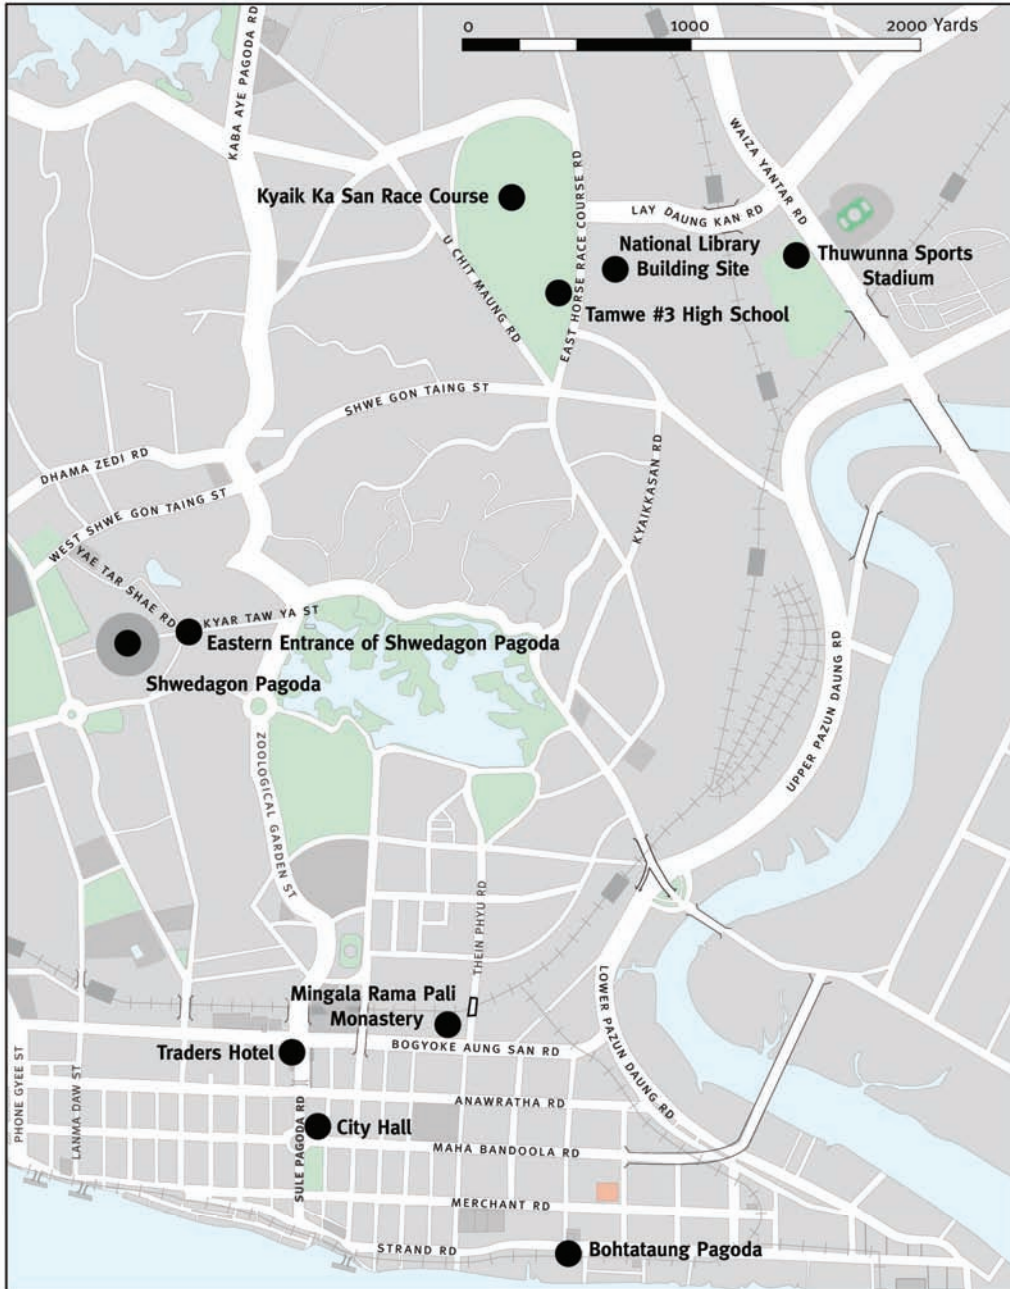 0 1000 2000 Yards
KABA AYE PAGODA RD
WAIZA YANTAR RD
Kyaik Ka San Race Course
EAST HORSE RACE COURSE RD
LAY DAUNG KAN RD
U CHIT MAUNG RD
National Library
Building Site
Thuwunna Sports
Stadium
Tamwe #3 High School
SHWE GON TAING ST
DHAMA ZEDI RD
KYAIKKASAN RD
WEST SHWE GON TAING ST
YAE TAR SHAE RD
KYAR TAW YA ST
Eastern Entrance of Shwedagon Pagoda
Shwedagon Pagoda
UPPER PAZUN DAUNG RD
ZOOLOGICAL GARDEN ST
THEIN PHYU RD
LOWER PAZUN DAUNG RD
Mingala Rama Pali
Monastery
Traders Hotel
BOGYOKE AUNG SAN RD
PHONE GYEE ST
LANMA DAW ST
ANAWRATHA RD
SULE PAGODA RD
City Hall
MAHA BANDOOLA RD
MERCHANT RD
STRAND RD
Bohtataung Pagoda